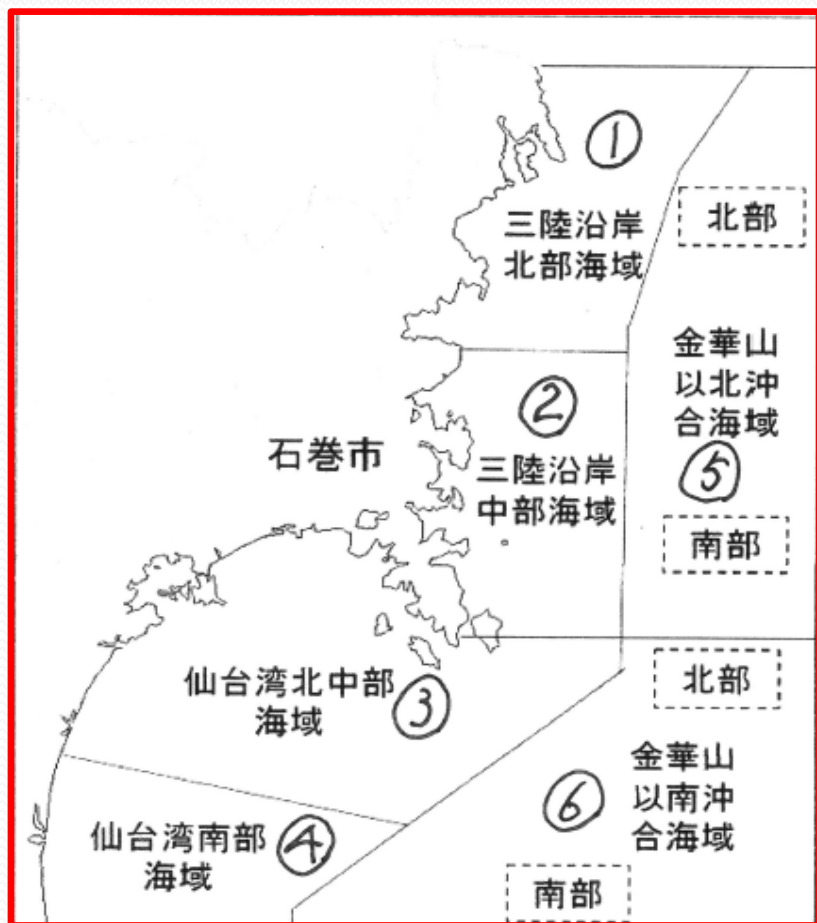 ①
三陸沿岸
北部海域
北部
金華山
以北沖
合海域
⑤
南部
②
三陸沿岸
中部海域
石巻市
仙台湾北中部
海域
③
北部
金華山
以南沖
合海域
⑥
南部
仙台湾南部
海域
④